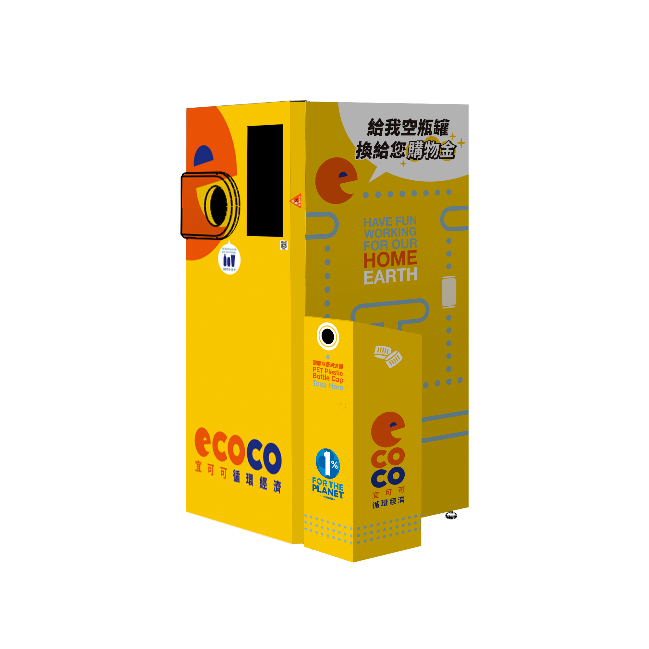 給我空瓶罐
換給您購物金
HAVE FUN
WORKING
FOR OUR
HOME
EARTH
ecoco
宜可可循環經濟
PET Plastic
Bottle Cap
1%
FOR THE
PLANET
eco
co
宜可可
循環經濟